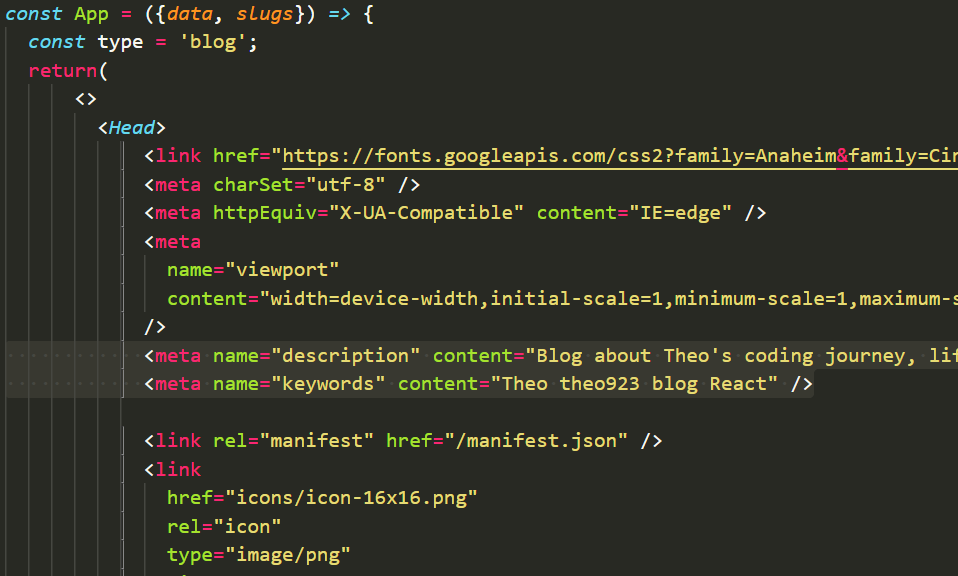 const App = ({data, slugs}) => {
const type = 'blog';
return(
<>
<Head>
<link href="https://fonts.googleapis.com/css2?family=Anaheim&family=Cin
<meta charSet="utf-8" />
<meta httpEquiv="X-UA-Compatible" content="IE=edge" />
<meta
name="viewport"
content="width=device-width,initial-scale=1,minimum-scale=1,maximum-s
/>
<meta name="description" content="Blog about Theo's coding journey, lif
<meta name="keywords" content="Theo theo923 blog React" />
<link rel="manifest" href="/manifest.json" />
<link
href="icons/icon-16x16.png"
rel="icon"
type="image/png"